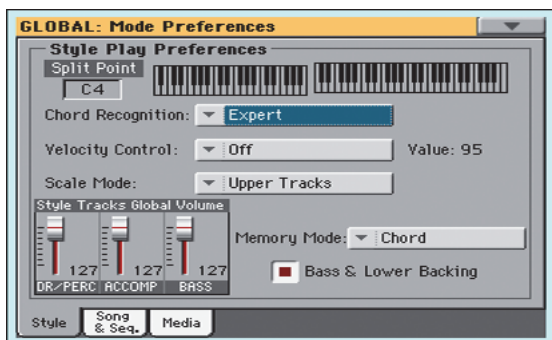 GLOBAL: Mode Preferences
Style Play Preferences
Split Point
C4
Chord Recognition: Expert
Velocity Control: Off Value: 95
Scale Mode: Upper Tracks
Style Tracks Global Volume
Memory Mode: Chord
127 127 127
Bass & Lower Backing
DR/PERC ACCOMP BASS
Style Song & Seq. Media